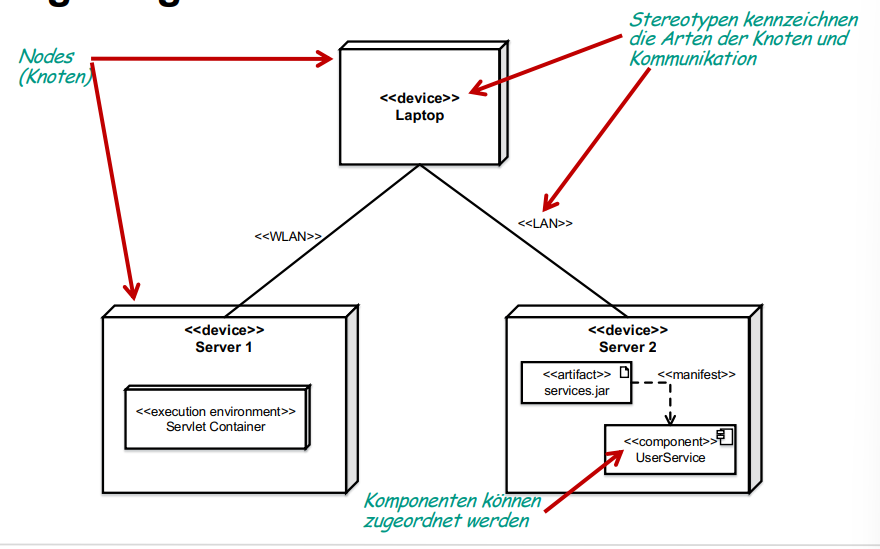 Stereotypen kennzeichnen
die Arten der Knoten und
Kommunikation
Nodes
(Knoten)
<<device>>
Laptop
<<WLAN>>
<<LAN>>
<<device>>
Server 1
<<execution environment>>
Servlet Container
<<device>>
Server 2
<<artifact>>
services.jar
<<manifest>>
<<component>>
UserService
Komponenten können
zugeordnet werden